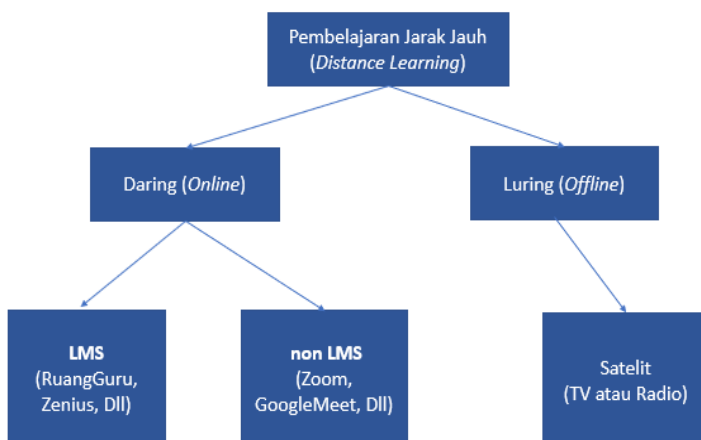 Pembelajaran Jarak Jauh
(Distance Learning)
Daring (Online)
Luring (Offline)
LMS
(RuangGuru,
Zenius, Dll)
non LMS
(Zoom,
GoogleMeet, Dll)
Satelit
(TV atau Radio)